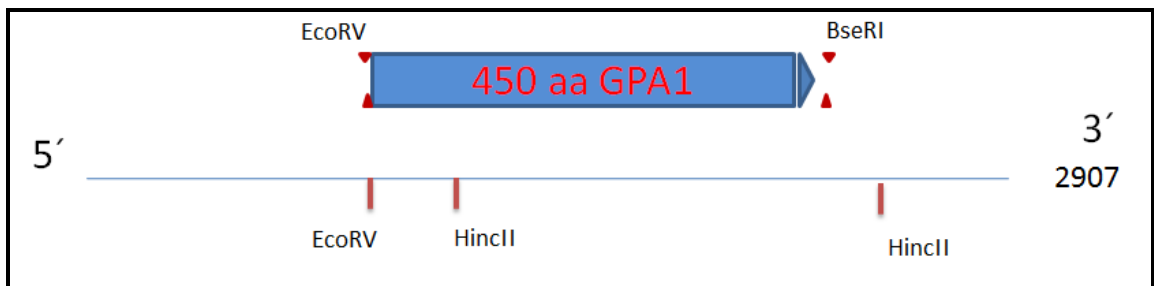 EcoRV
BseRI
450 aa GPA1
5´
3´
2907
EcoRV
HincII
HincII